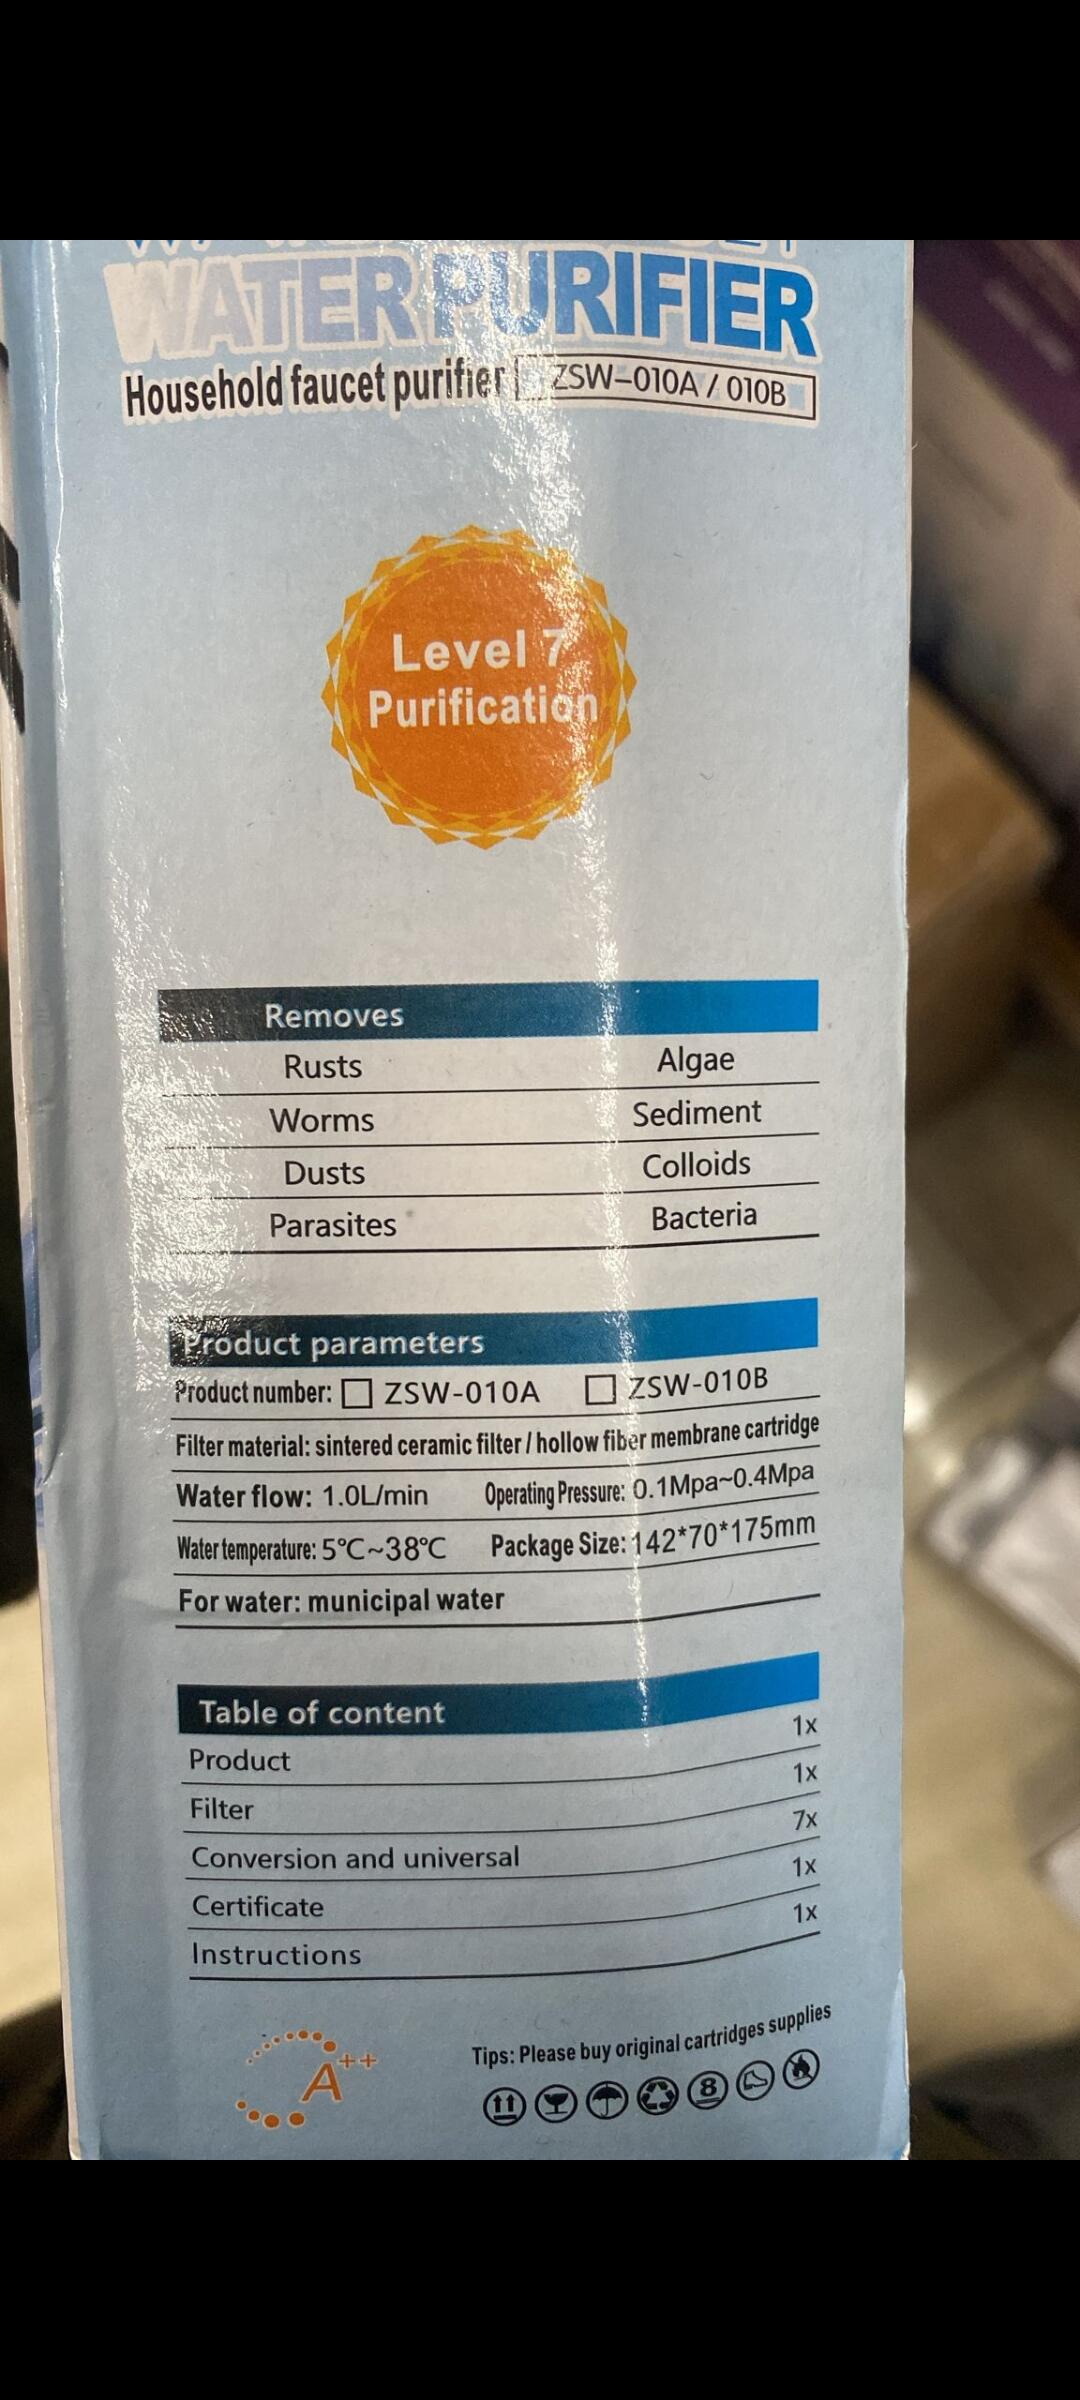 WATER PURIFIER
Household faucet purifier ZSW-010A / 010B
Level 7
Purification
Removes
Rusts Algae
Worms Sediment
Dusts Colloids
Parasites Bacteria
Product parameters
Product number: ☐ ZSW-010A ☐ ZSW-010B
Filter material: sintered ceramic filter / hollow fiber membrane cartridge
Water flow: 1.0L/min Operating Pressure: 0.1Mpa~0.4Mpa
Water temperature: 5℃~38℃ Package Size: 142*70*175mm
For water: municipal water
Table of content
Product 1x
Filter 1x
Conversion and universal 7x
Certificate 1x
Instructions 1x
A++
Tips: Please buy original cartridges supplies
8